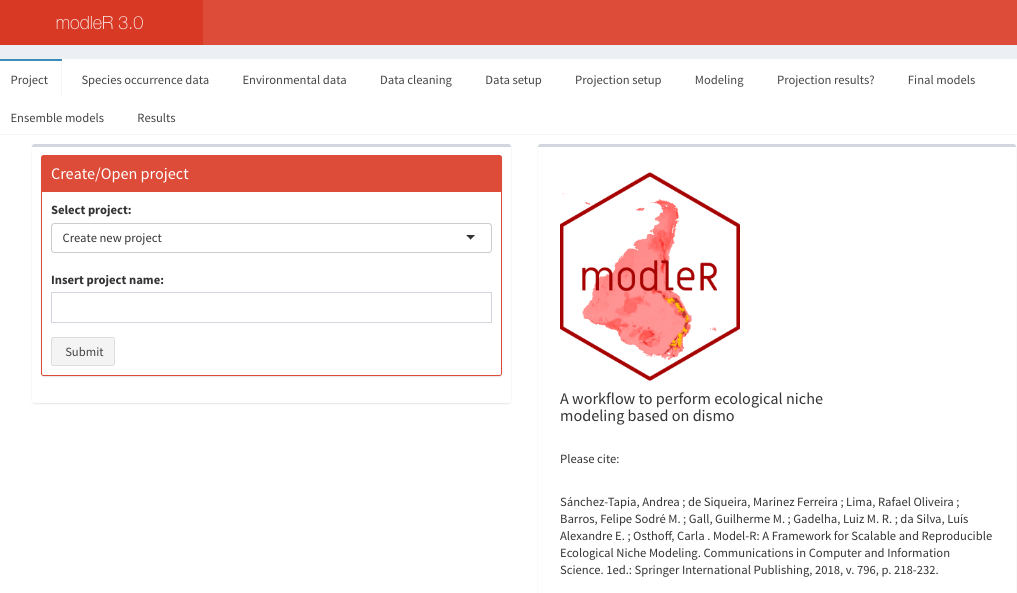 modleR 3.0
Project Species occurrence data Environmental data Data cleaning Data setup Projection setup Modeling Projection results? Final models
Ensemble models Results
Create/Open project
Select project:
Create new project
Insert project name:
Submit
modleR
A workflow to perform ecological niche
modeling based on dismo
Please cite:
Sánchez-Tapia, Andrea ; de Siqueira, Marinez Ferreira ; Lima, Rafael Oliveira ;
Barros, Felipe Sodré M. ; Gall, Guilherme M. ; Gadelha, Luiz M. R. ; da Silva, Luís
Alexandre E. ; Osthoff, Carla . Model-R: A Framework for Scalable and Reproducible
Ecological Niche Modeling. Communications in Computer and Information
Science. 1ed.: Springer International Publishing, 2018, v. 796, p. 218-232.